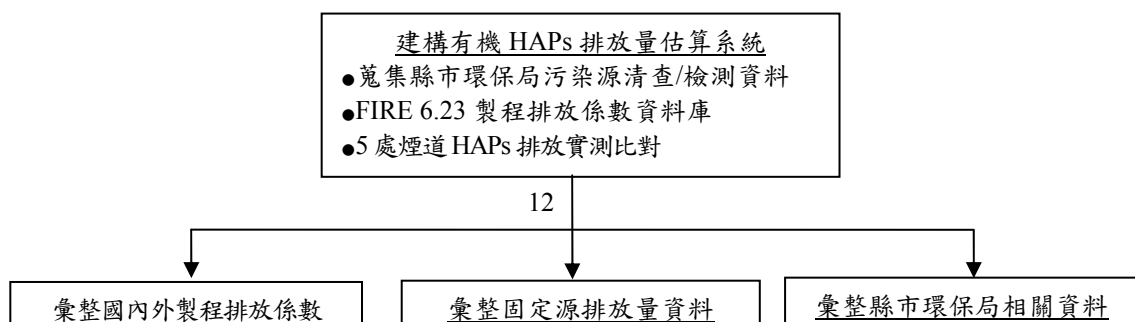 建構有機 HAPs 排放量估算系統
●蒐集縣市環保局污染源清查/檢測資料
●FIRE 6.23 製程排放係數資料庫
●5 處煙道 HAPs 排放實測比對
12
彙整國內外製程排放係數
彙整固定源排放量資料
彙整縣市環保局相關資料